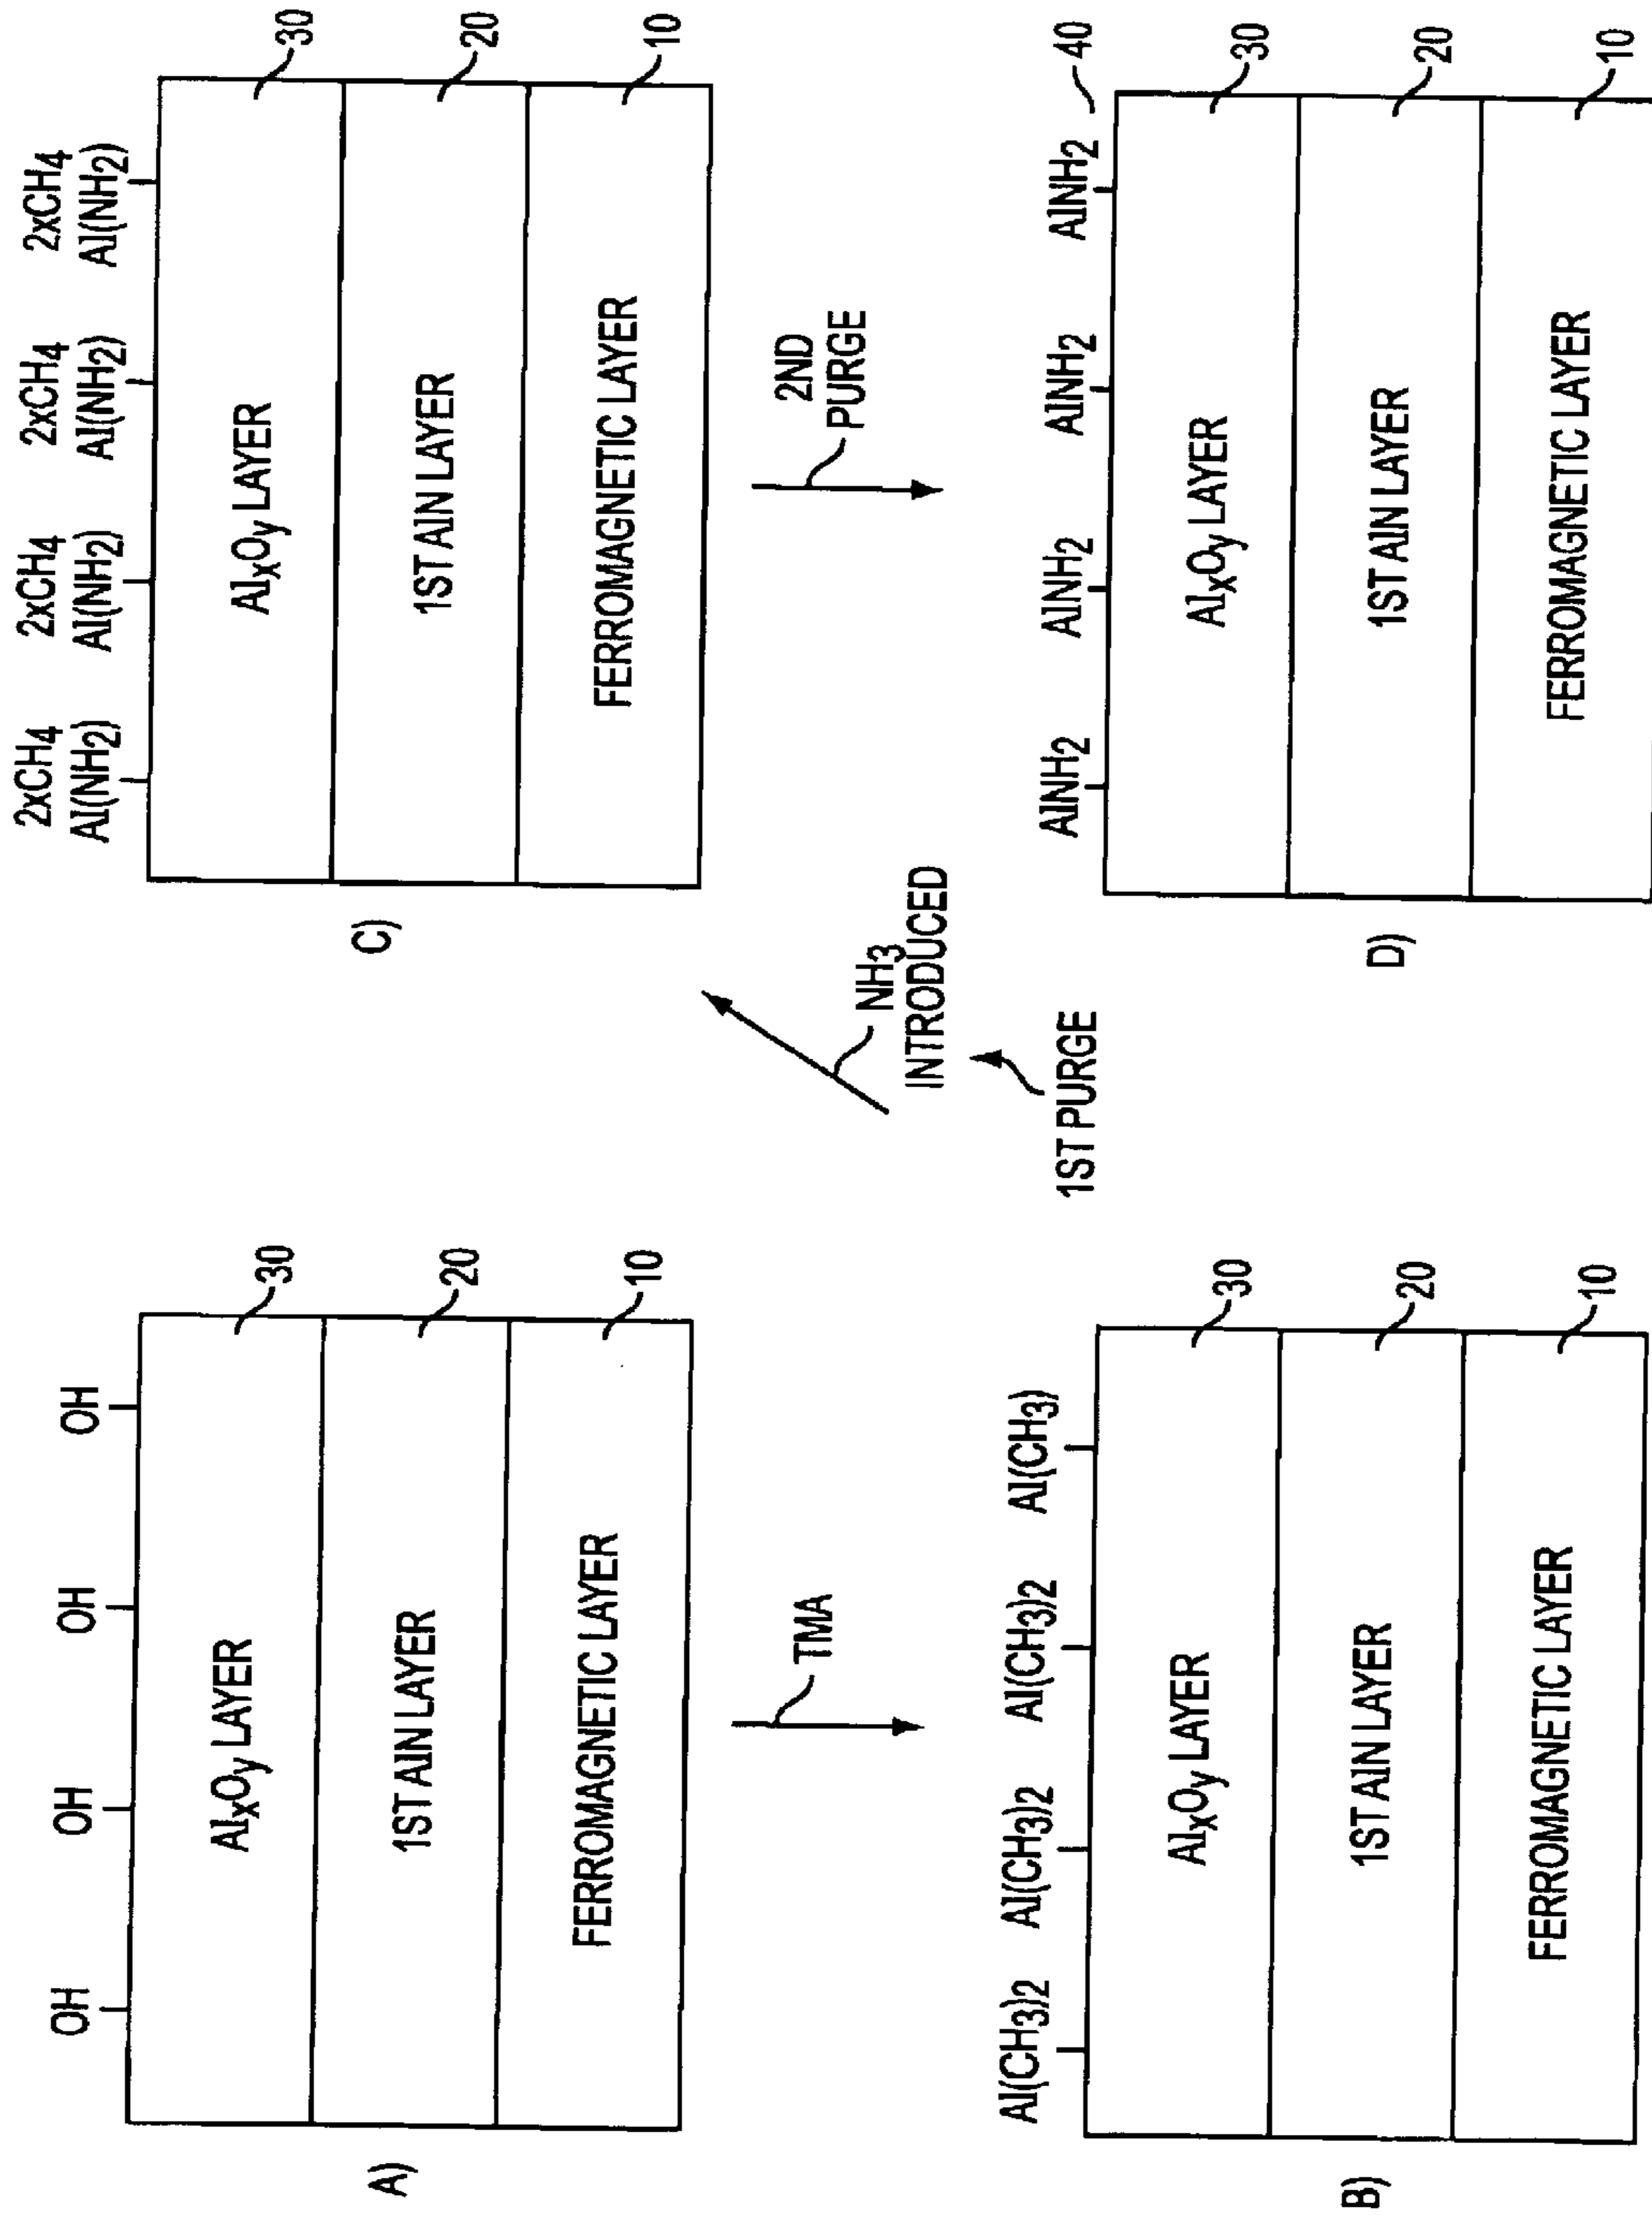 A)
OH OH OH OH
AlxOy LAYER
30
1ST AlN LAYER
20
FERROMAGNETIC LAYER
10
TMA
B)
Al(CH3)2 Al(CH3)2 Al(CH3)2 Al(CH3)
AlxOy LAYER
30
1ST AlN LAYER
20
FERROMAGNETIC LAYER
10
1ST PURGE
NH3
INTRODUCED
C)
2xCH4 2xCH4 2xCH4 2xCH4
Al(NH2) Al(NH2) Al(NH2) Al(NH2)
AlxOy LAYER
30
1ST AlN LAYER
20
FERROMAGNETIC LAYER
10
2ND
PURGE
D)
AlNH2 AlNH2 AlNH2 AlNH2
40
AlxOy LAYER
30
1ST AlN LAYER
20
FERROMAGNETIC LAYER
10